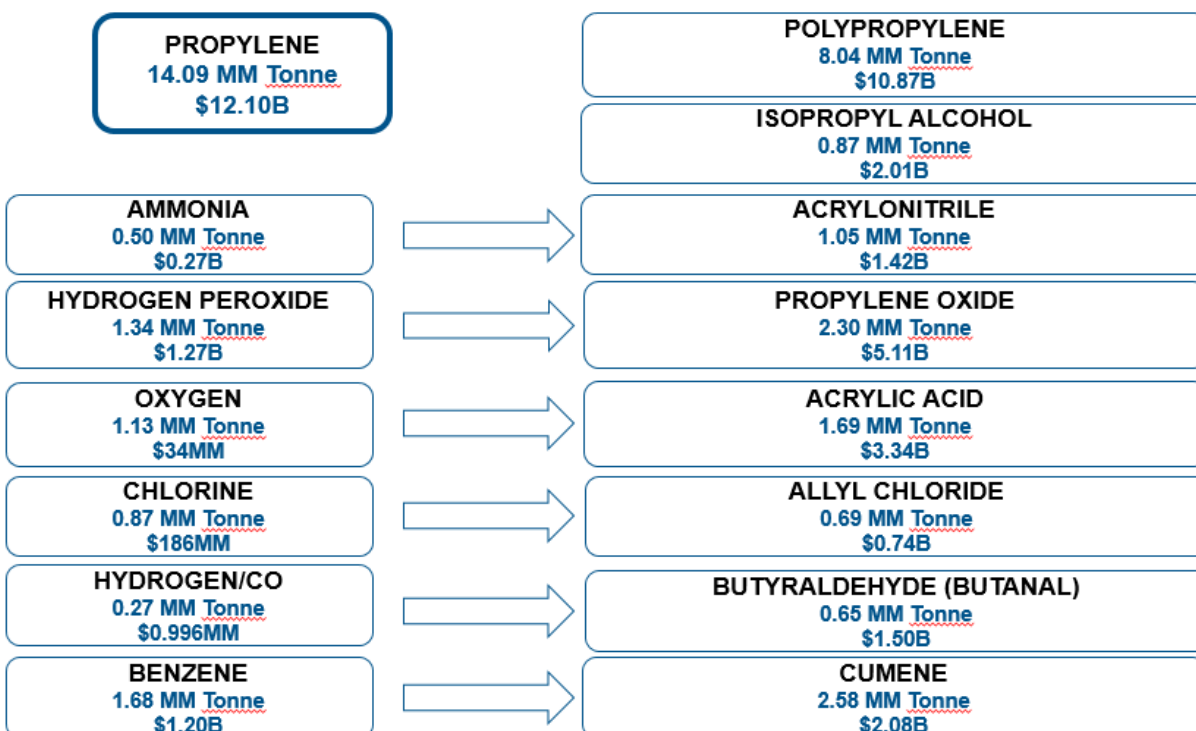 PROPYLENE
14.09 MM Tonne
$12.10B
POLYPROPYLENE
8.04 MM Tonne
$10.87B
ISOPROPYL ALCOHOL
0.87 MM Tonne
$2.01B
AMMONIA
0.50 MM Tonne
$0.27B
ACRYLONITRILE
1.05 MM Tonne
$1.42B
HYDROGEN PEROXIDE
1.34 MM Tonne
$1.27B
PROPYLENE OXIDE
2.30 MM Tonne
$5.11B
OXYGEN
1.13 MM Tonne
$34MM
ACRYLIC ACID
1.69 MM Tonne
$3.34B
CHLORINE
0.87 MM Tonne
$186MM
ALLYL CHLORIDE
0.69 MM Tonne
$0.74B
HYDROGEN/CO
0.27 MM Tonne
$0.996MM
BUTYRALDEHYDE (BUTANAL)
0.65 MM Tonne
$1.50B
BENZENE
1.68 MM Tonne
$1.20B
CUMENE
2.58 MM Tonne
$2.08B